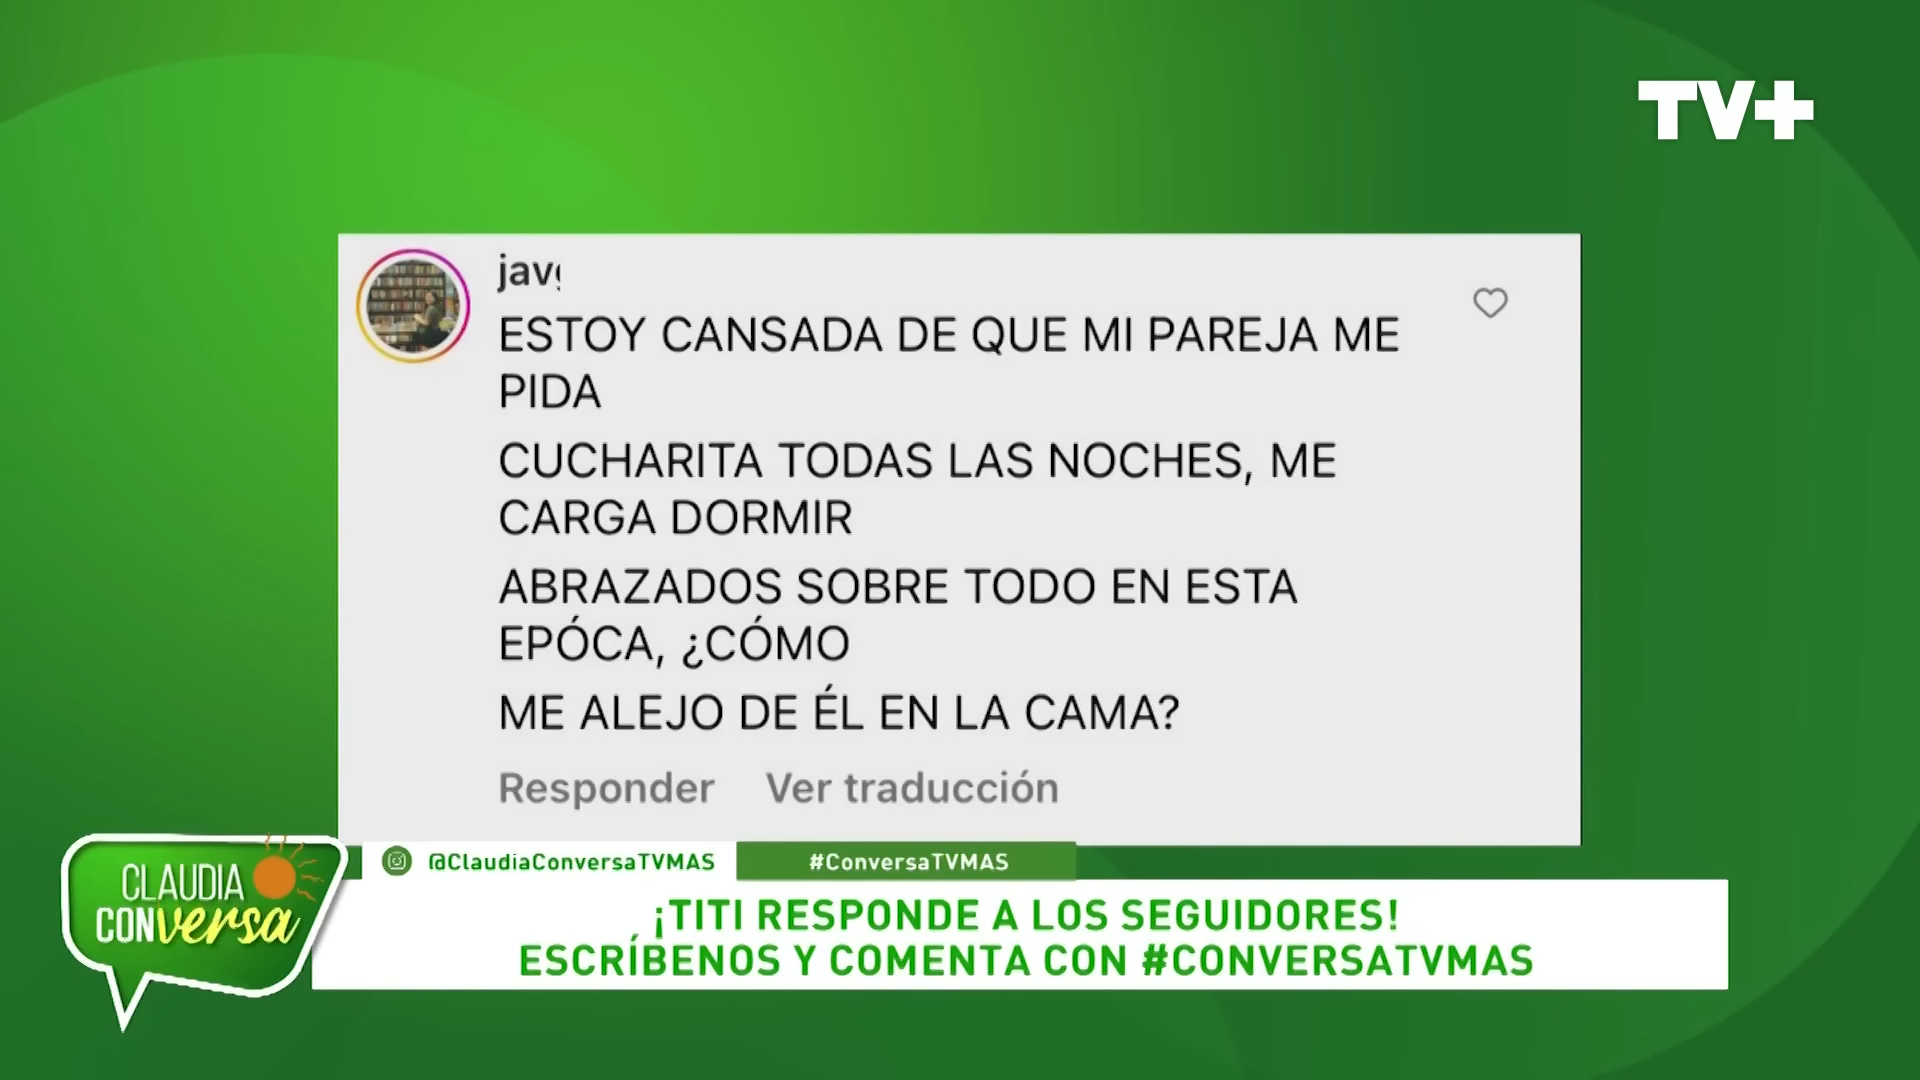 TV+
jav
ESTOY CANSADA DE QUE MI PAREJA ME
PIDA
CUCHARITA TODAS LAS NOCHES, ME
CARGA DORMIR
ABRAZADOS SOBRE TODO EN ESTA
EPÓCA, ¿CÓMO
ME ALEJO DE ÉL EN LA CAMA?
Responder Ver traducción
CLAUDIA
CONversa
@ClaudiaConversaTVMAS #ConversaTVMAS
¡TITI RESPONDE A LOS SEGUIDORES!
ESCRÍBENOS Y COMENTA CON #CONVERSATVMAS